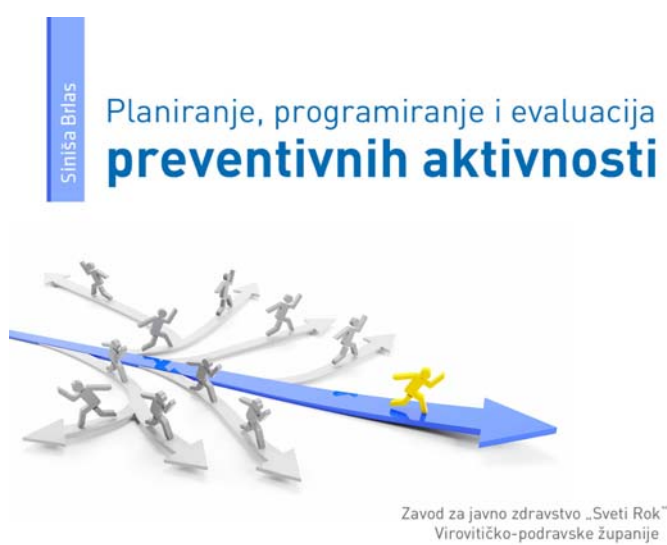 Siniša Brlas
Planiranje, programiranje i evaluacija
preventivnih aktivnosti
Zavod za javno zdravstvo „Sveti Rok“
Virovitičko-podravske županije